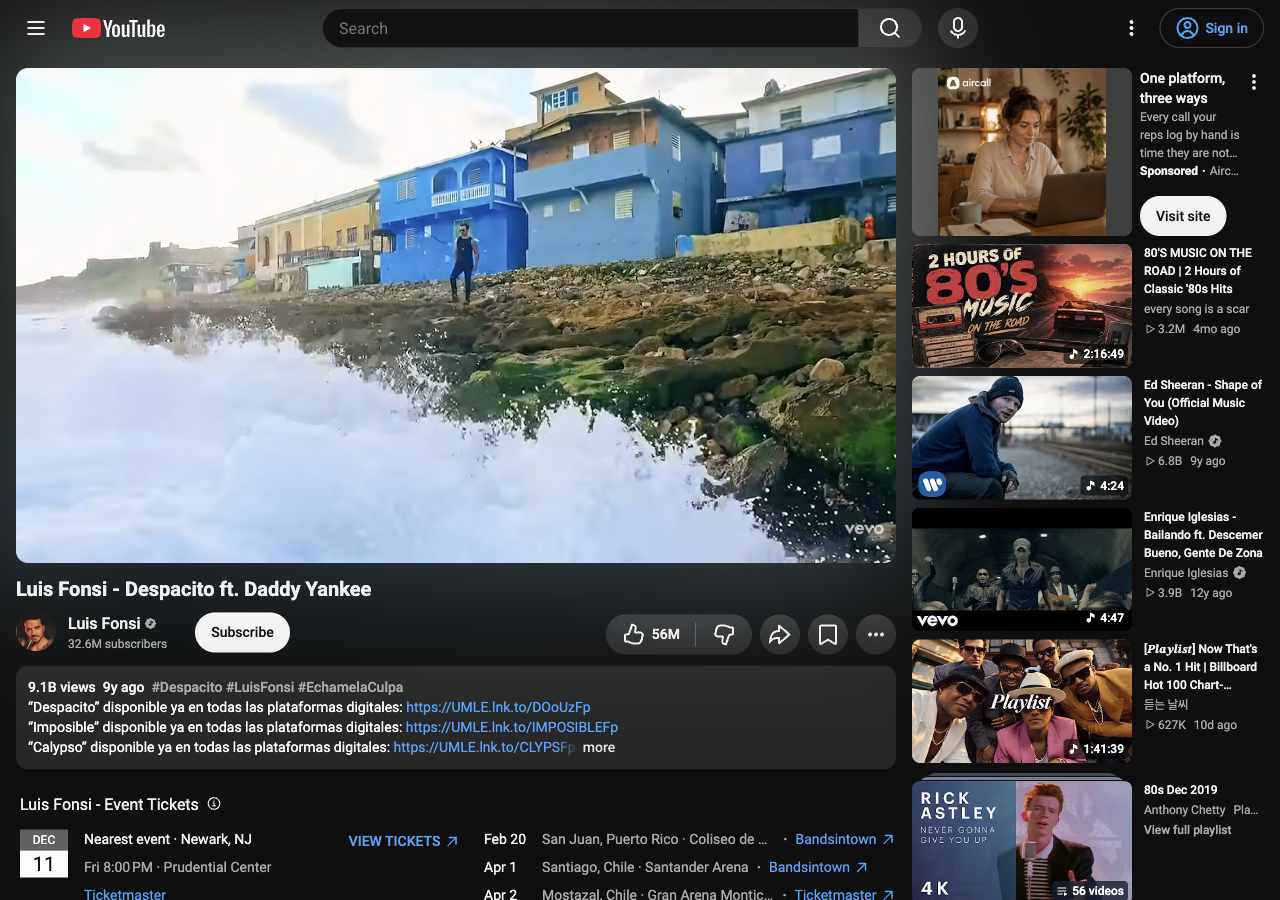 YouTube
Search
Sign in
vevo
Luis Fonsi - Despacito ft. Daddy Yankee
Luis Fonsi
32.6M subscribers
Subscribe
56M
9.1B views 9y ago #Despacito #LuisFonsi #EchamelaCulpa
“Despacito” disponible ya en todas las plataformas digitales: https://UMLE.lnk.to/DOoUzFp
“Imposible” disponible ya en todas las plataformas digitales: https://UMLE.lnk.to/IMPOSIBLEFp
“Calypso” disponible ya en todas las plataformas digitales: https://UMLE.lnk.to/CLYPSFp more
Luis Fonsi - Event Tickets
DEC
11
Nearest event · Newark, NJ
Fri 8:00 PM · Prudential Center
Ticketmaster
VIEW TICKETS
Feb 20 San Juan, Puerto Rico · Coliseo de ... · Bandsintown
Apr 1 Santiago, Chile · Santander Arena · Bandsintown
Apr 2 Mostazal, Chile · Gran Arena Montic... · Ticketmaster
aircall
One platform,
three ways
Every call your
reps log by hand is
time they are not...
Sponsored · Airc...
Visit site
2 HOURS OF
80'S
MUSIC
ON THE ROAD
2:16:49
80'S MUSIC ON THE
ROAD | 2 Hours of
Classic '80s Hits
every song is a scar
3.2M 4mo ago
4:24
Ed Sheeran - Shape of
You (Official Music
Video)
Ed Sheeran
6.8B 9y ago
vevo
4:47
Enrique Iglesias -
Bailando ft. Descemer
Bueno, Gente De Zona
Enrique Iglesias
3.9B 12y ago
Playlist
1:41:39
[Playlist] Now That's
a No. 1 Hit | Billboard
Hot 100 Chart-...
듣는 날씨
627K 10d ago
RICK
ASTLEY
NEVER GONNA
GIVE YOU UP
4K
56 videos
80s Dec 2019
Anthony Chetty Pla...
View full playlist